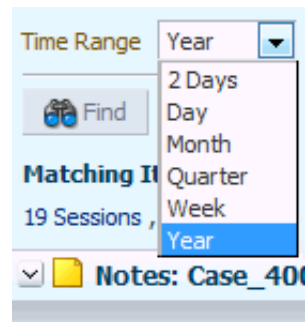 Time Range Year
2 Days
Find Day
Month
Matching It Quarter
19 Sessions , Week
Year
Notes: Case_400